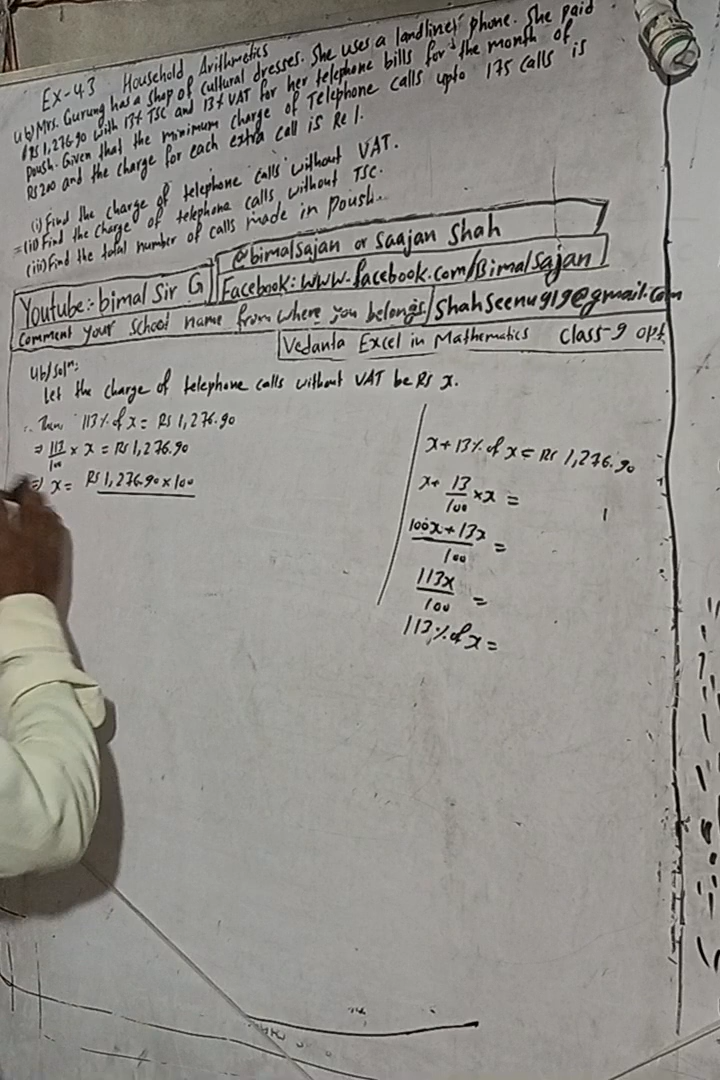 Ex-4.3 Household Arithmetics
4b) Mrs. Gurung has a shop of cultural dresses. She uses a landline phone. She paid
Rs 1,276.90 with 13% TSC and 13% VAT for her telephone bills for the month of
Poush. Given that the minimum charge of Telephone calls upto 175 calls is
Rs 200 and the charge for each extra call is Re 1.
(i) Find the charge of telephone calls without VAT.
(ii) Find the charge of telephone calls without TSC.
(iii) Find the total number of calls made in Poush.
@bimalsajan or Saajan Shah
Youtube:- bimal Sir G
Facebook: www.facebook.com/Bimalsajan
Comment your school name from where you belongs.
Shahseenu919@gmail.com
Vedanta Excel in Mathematics Class-9 opt
4b/Solⁿ:
Let the charge of telephone calls without VAT be Rs x.
∴ Then, 113% of x = Rs 1,276.90
⇒ 113/100 × x = Rs 1,276.90
⇒ x = Rs 1,276.90 × 100
x + 13% of x = Rs 1,276.90
x + 13/100 × x =
100x + 13x/100 =
113x/100 =
113% of x =